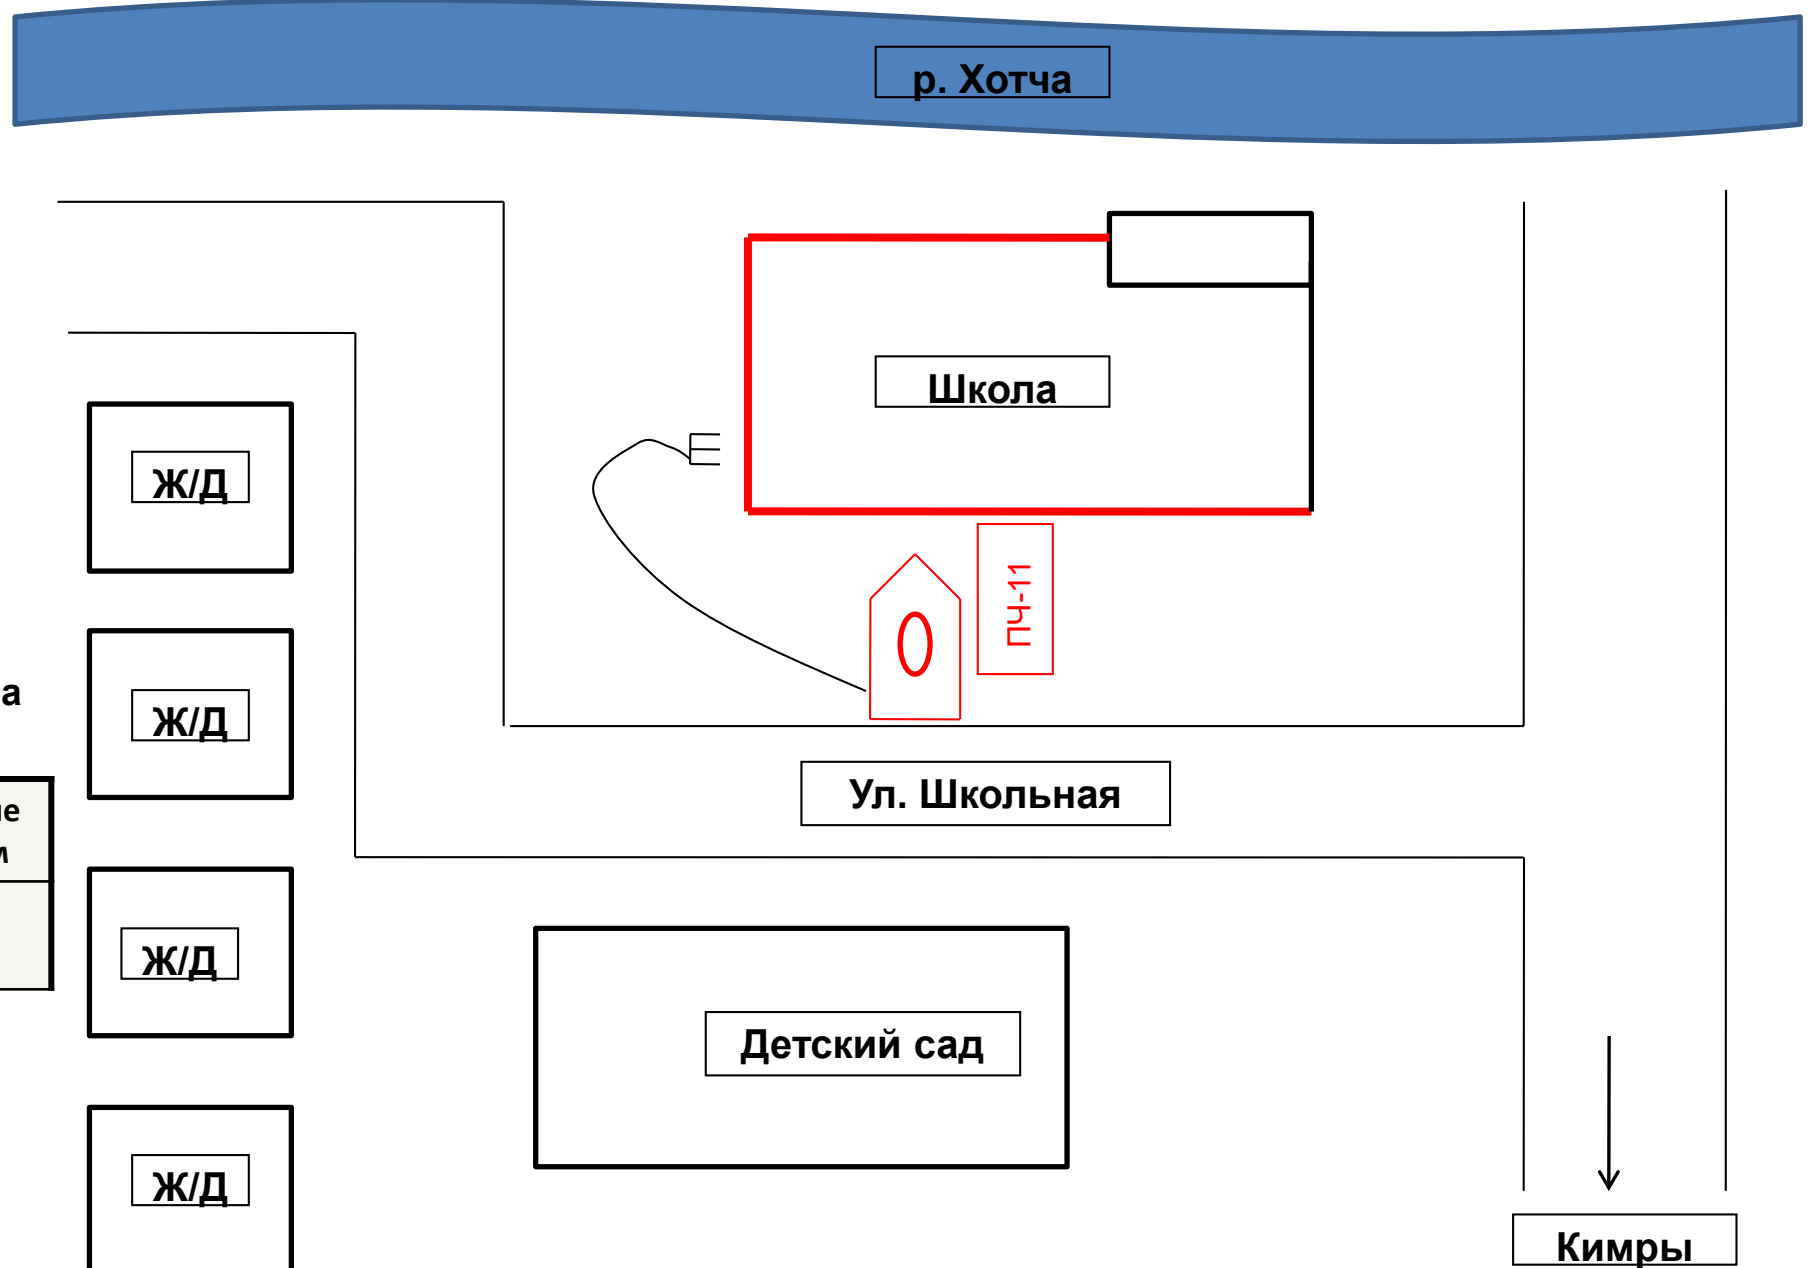 р. Хотча
Школа
Ж/Д
ПЧ-11
Ж/Д
Ул. Школьная
Ж/Д
Детский сад
Ж/Д
Кимры